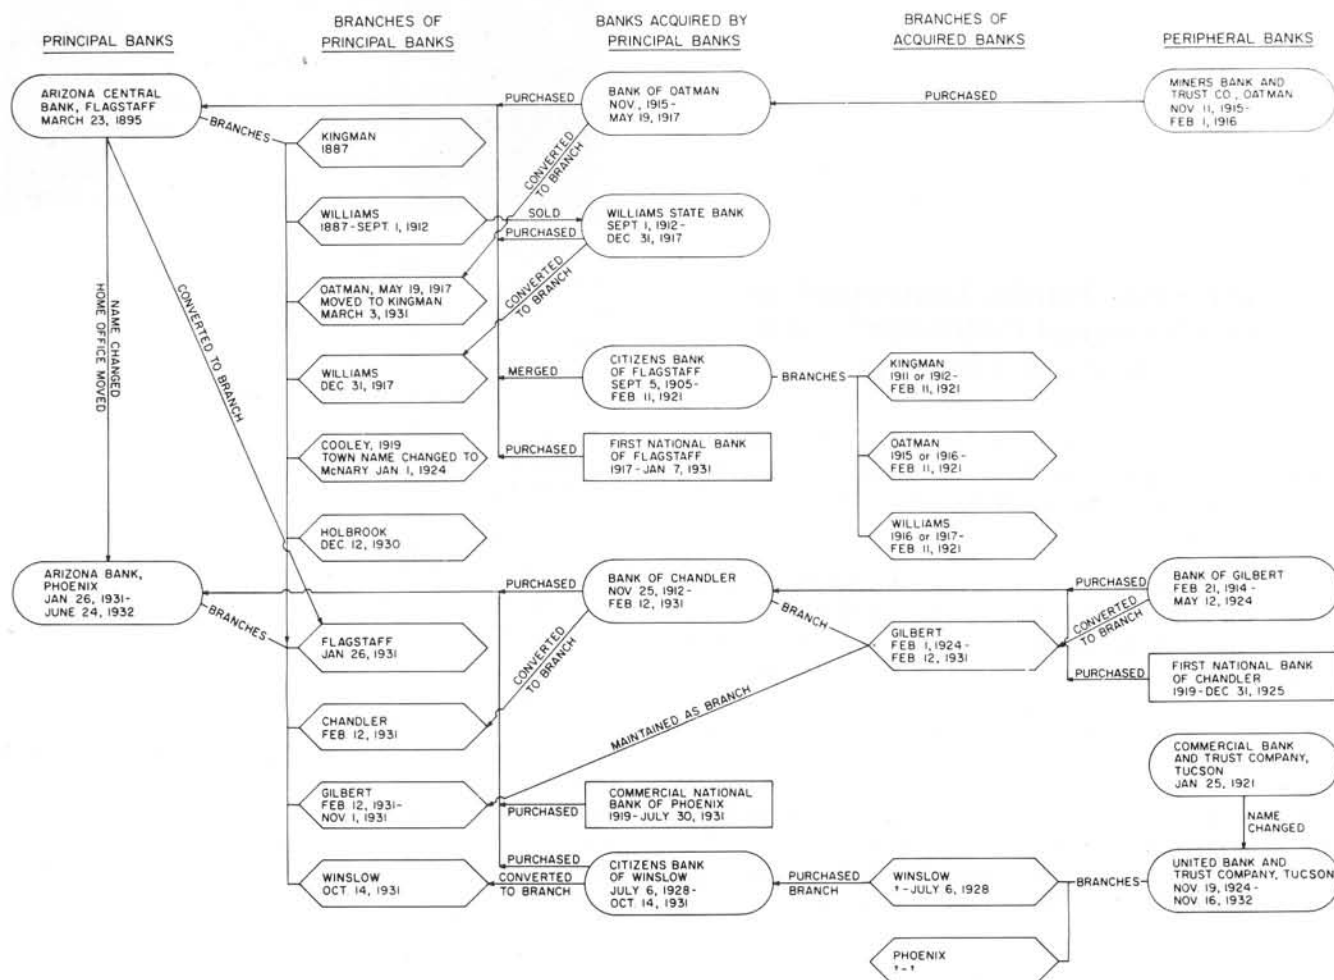 PRINCIPAL BANKS
BRANCHES OF
PRINCIPAL BANKS
BANKS ACQUIRED BY
PRINCIPAL BANKS
BRANCHES OF
ACQUIRED BANKS
PERIPHERAL BANKS
ARIZONA CENTRAL
BANK, FLAGSTAFF
MARCH 23, 1895
BRANCHES
KINGMAN
1887
PURCHASED
BANK OF OATMAN
NOV., 1915-
MAY 19, 1917
PURCHASED
MINERS BANK AND
TRUST CO., OATMAN
NOV. 11, 1915-
FEB 1, 1916
CONVERTED
TO BRANCH
WILLIAMS
1887-SEPT. 1, 1912
SOLD
PURCHASED
WILLIAMS STATE BANK
SEPT 1, 1912-
DEC. 31, 1917
OATMAN, MAY 19, 1917
MOVED TO KINGMAN
MARCH 3, 1931
CONVERTED
TO BRANCH
NAME CHANGED
HOME OFFICE MOVED
CONVERTED TO BRANCH
WILLIAMS
DEC. 31, 1917
MERGED
CITIZENS BANK
OF FLAGSTAFF
SEPT. 5, 1905-
FEB 11, 1921
BRANCHES
KINGMAN
1911 or 1912-
FEB. 11, 1921
COOLEY, 1919
TOWN NAME CHANGED TO
McNARY JAN 1, 1924
PURCHASED
FIRST NATIONAL BANK
OF FLAGSTAFF
1917-JAN 7, 1931
OATMAN
1915 or 1916-
FEB 11, 1921
HOLBROOK
DEC. 12, 1930
WILLIAMS
1916 or 1917-
FEB 11, 1921
ARIZONA BANK,
PHOENIX
JAN 26, 1931-
JUNE 24, 1932
BRANCHES
FLAGSTAFF
JAN 26, 1931
PURCHASED
BANK OF CHANDLER
NOV 25, 1912-
FEB 12, 1931
BRANCH
CONVERTED
TO BRANCH
GILBERT
FEB 1, 1924-
FEB 12, 1931
PURCHASED
BANK OF GILBERT
FEB 21, 1914-
MAY 12, 1924
CONVERTED
TO BRANCH
PURCHASED
FIRST NATIONAL BANK
OF CHANDLER
1919-DEC 31, 1925
CHANDLER
FEB 12, 1931
MAINTAINED AS BRANCH
COMMERCIAL BANK
AND TRUST COMPANY,
TUCSON
JAN 25, 1921
GILBERT
FEB 12, 1931-
NOV 1, 1931
PURCHASED
COMMERCIAL NATIONAL
BANK OF PHOENIX
1919-JULY 30, 1931
NAME
CHANGED
WINSLOW
OCT 14, 1931
PURCHASED
CONVERTED
TO BRANCH
CITIZENS BANK
OF WINSLOW
JULY 6, 1928-
OCT. 14, 1931
PURCHASED
BRANCH
WINSLOW
†-JULY 6, 1928
BRANCHES
UNITED BANK AND
TRUST COMPANY, TUCSON
NOV 19, 1924-
NOV 16, 1932
PHOENIX
†-†